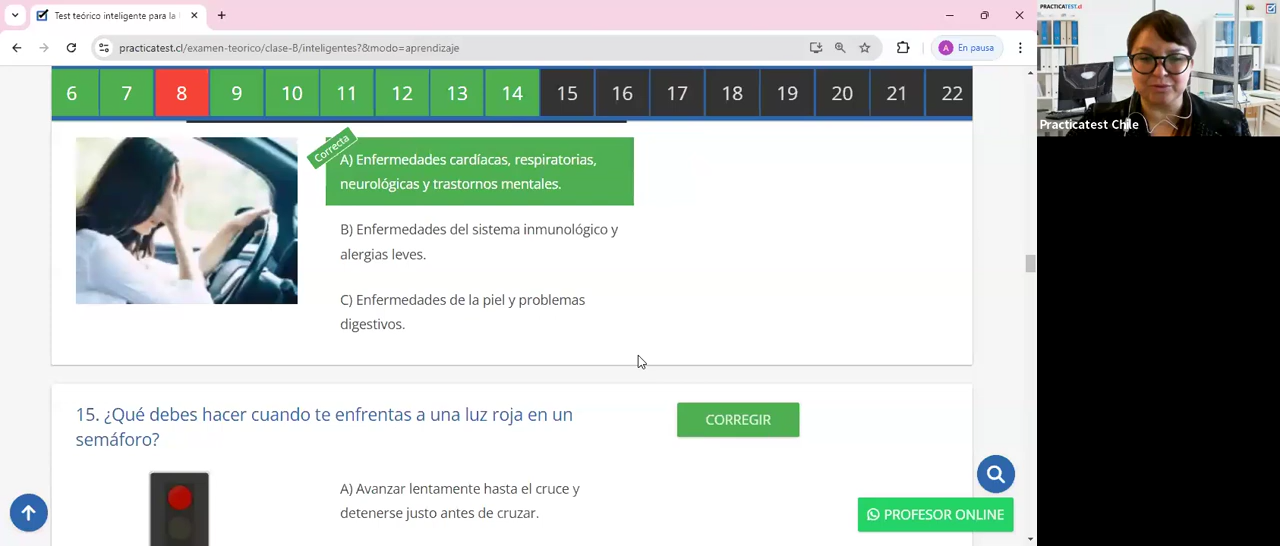 Test teórico inteligente para la
practicatest.cl/examen-teorico/clase-B/inteligentes?&modo=aprendizaje
A
En pausa
PRACTICATEST.cl
Practicatest Chile
6 7 8 9 10 11 12 13 14 15 16 17 18 19 20 21 22
Correcta
A) Enfermedades cardíacas, respiratorias,
neurológicas y trastornos mentales.
B) Enfermedades del sistema inmunológico y
alergias leves.
C) Enfermedades de la piel y problemas
digestivos.
15. ¿Qué debes hacer cuando te enfrentas a una luz roja en un
semáforo?
CORREGIR
A) Avanzar lentamente hasta el cruce y
detenerse justo antes de cruzar.
PROFESOR ONLINE